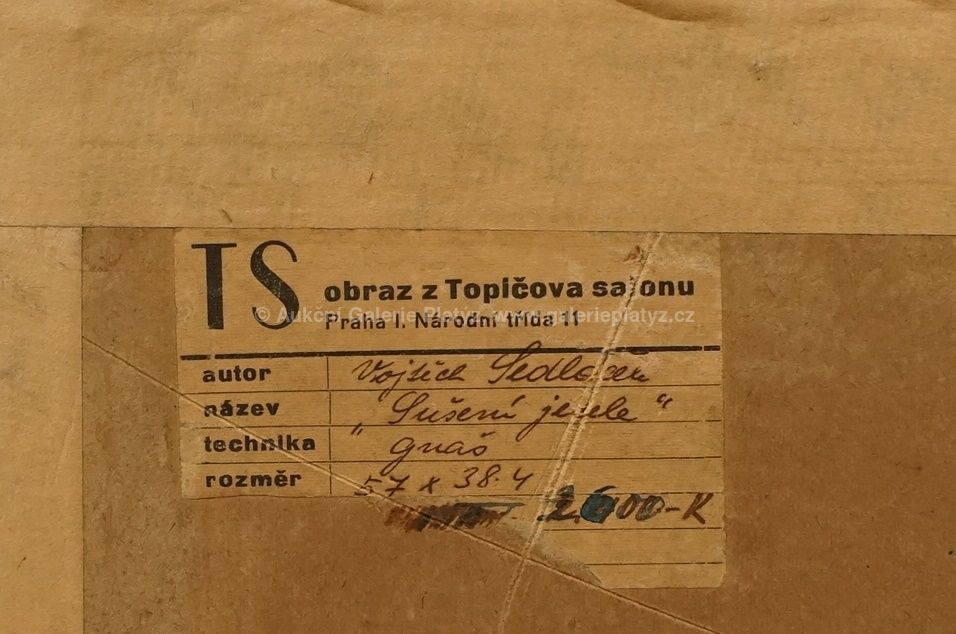 TS
obraz z Topičova salonu
© Aukční Galerie Platýz, www.galerieplatyz.cz
Praha I. Národní třída 11
autor Vojtěch Sedláček
název "Sušení jetele"
technika gvaš
rozměr 57 x 38.4
2.600-K